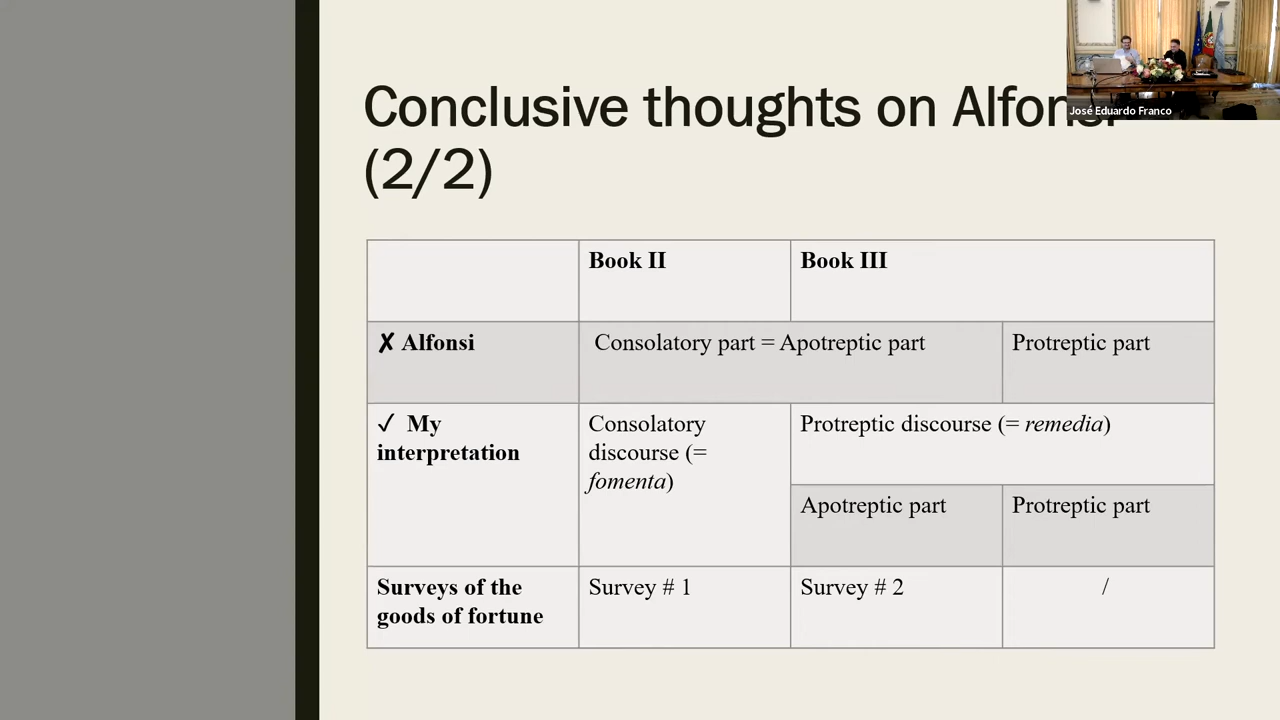 José Eduardo Franco
Conclusive thoughts on
(2/2)
Book II
Book III
✗ Alfonsi
Consolatory part = Apotreptic part
Protreptic part
✓ My
interpretation
Consolatory
discourse (=
fomenta)
Protreptic discourse (= remedia)
Apotreptic part
Protreptic part
Surveys of the
goods of fortune
Survey # 1
Survey # 2
/